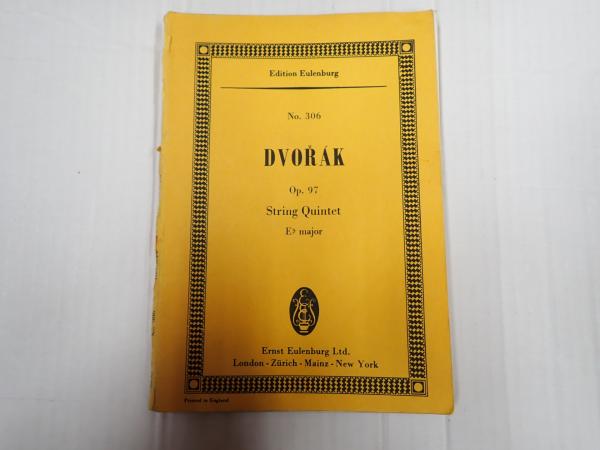 Edition Eulenburg
No. 306
DVOŘÁK
Op. 97
String Quintet
E♭ major
Ernst Eulenburg Ltd.
London - Zürich - Mainz - New York
Printed in England